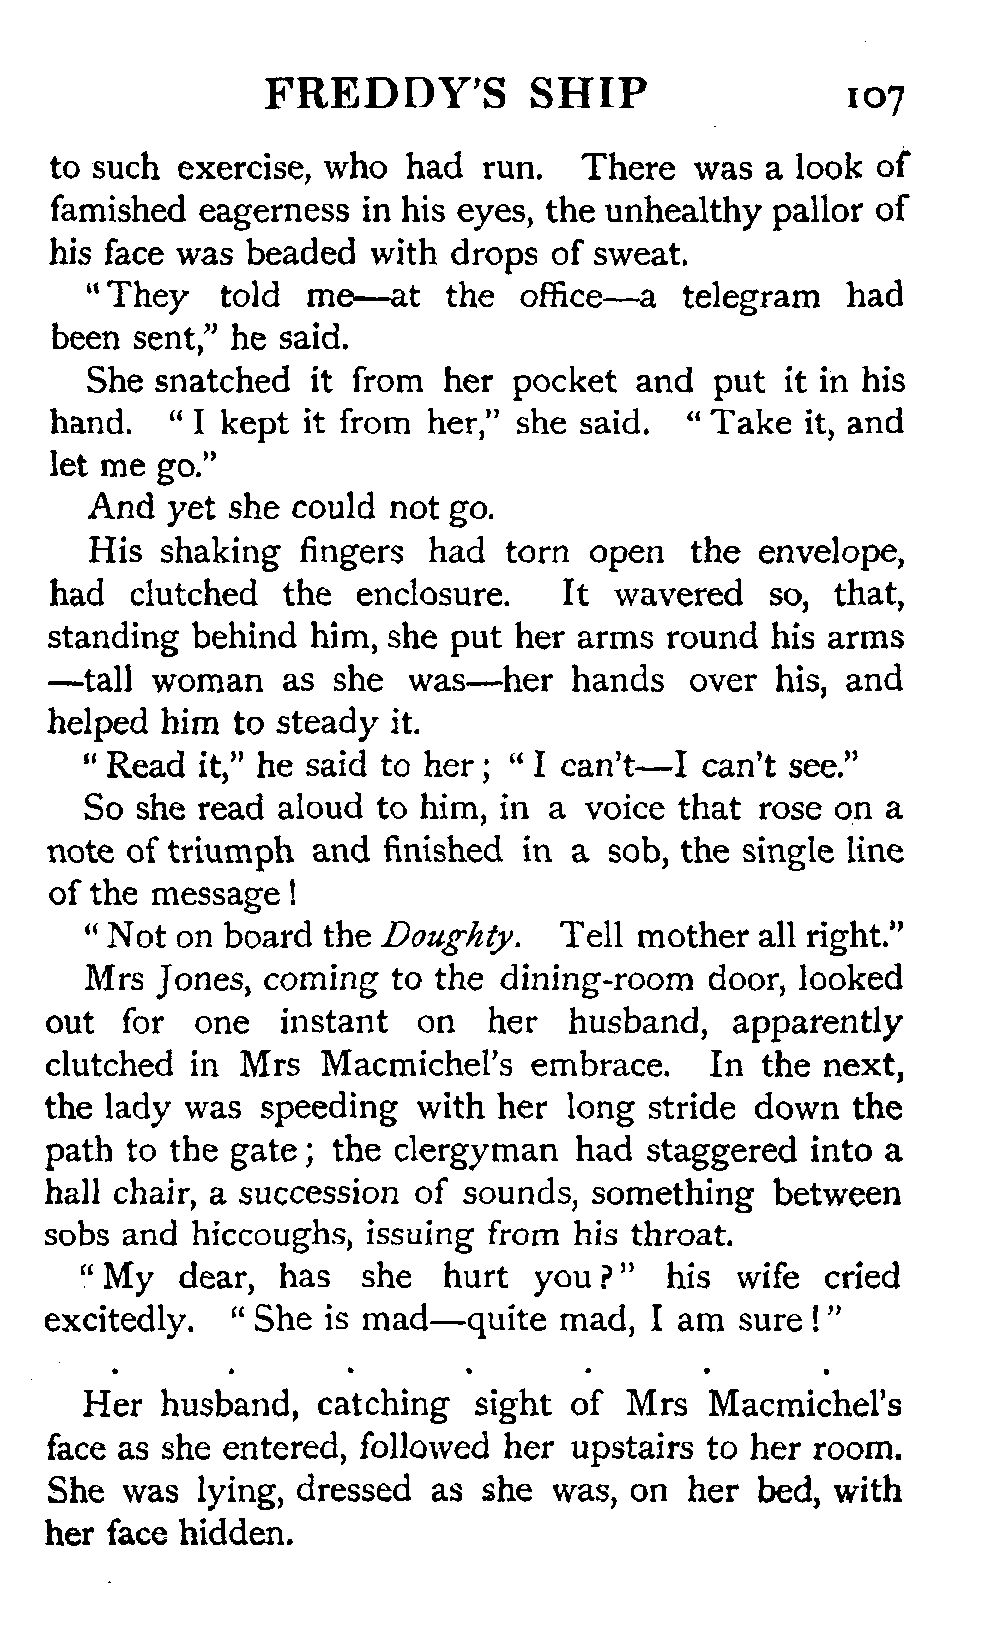 FREDDY'S SHIP 107
to such exercise, who had run. There was a look of
famished eagerness in his eyes, the unhealthy pallor of
his face was beaded with drops of sweat.
"They told me—at the office—a telegram had
been sent," he said.
She snatched it from her pocket and put it in his
hand. "I kept it from her," she said. "Take it, and
let me go."
And yet she could not go.
His shaking fingers had torn open the envelope,
had clutched the enclosure. It wavered so, that,
standing behind him, she put her arms round his arms
—tall woman as she was—her hands over his, and
helped him to steady it.
"Read it," he said to her; "I can't—I can't see."
So she read aloud to him, in a voice that rose on a
note of triumph and finished in a sob, the single line
of the message!
"Not on board the Doughty. Tell mother all right."
Mrs Jones, coming to the dining-room door, looked
out for one instant on her husband, apparently
clutched in Mrs Macmichel's embrace. In the next,
the lady was speeding with her long stride down the
path to the gate; the clergyman had staggered into a
hall chair, a succession of sounds, something between
sobs and hiccoughs, issuing from his throat.
"My dear, has she hurt you?" his wife cried
excitedly. "She is mad—quite mad, I am sure!"
. . . . . . .
Her husband, catching sight of Mrs Macmichel's
face as she entered, followed her upstairs to her room.
She was lying, dressed as she was, on her bed, with
her face hidden.